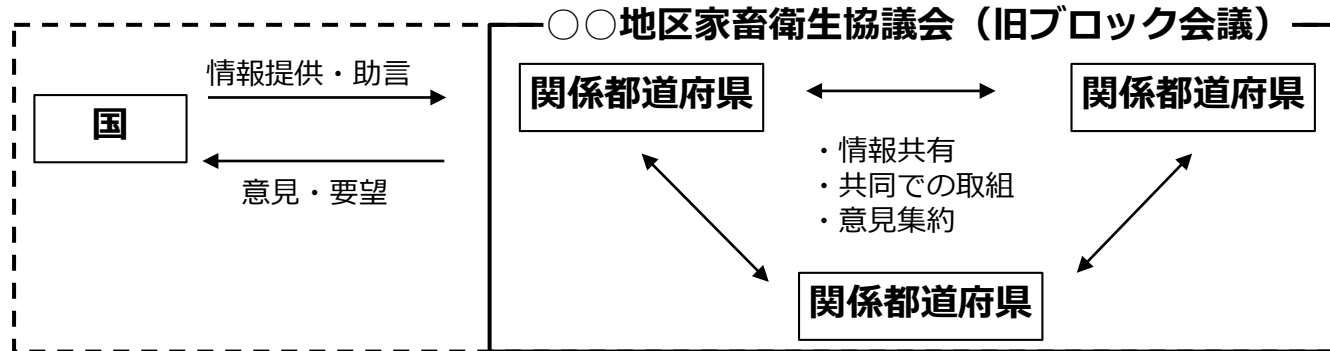 ○○地区家畜衛生協議会（旧ブロック会議）
情報提供・助言
国
意見・要望
関係都道府県
関係都道府県
・情報共有
・共同での取組
・意見集約
関係都道府県